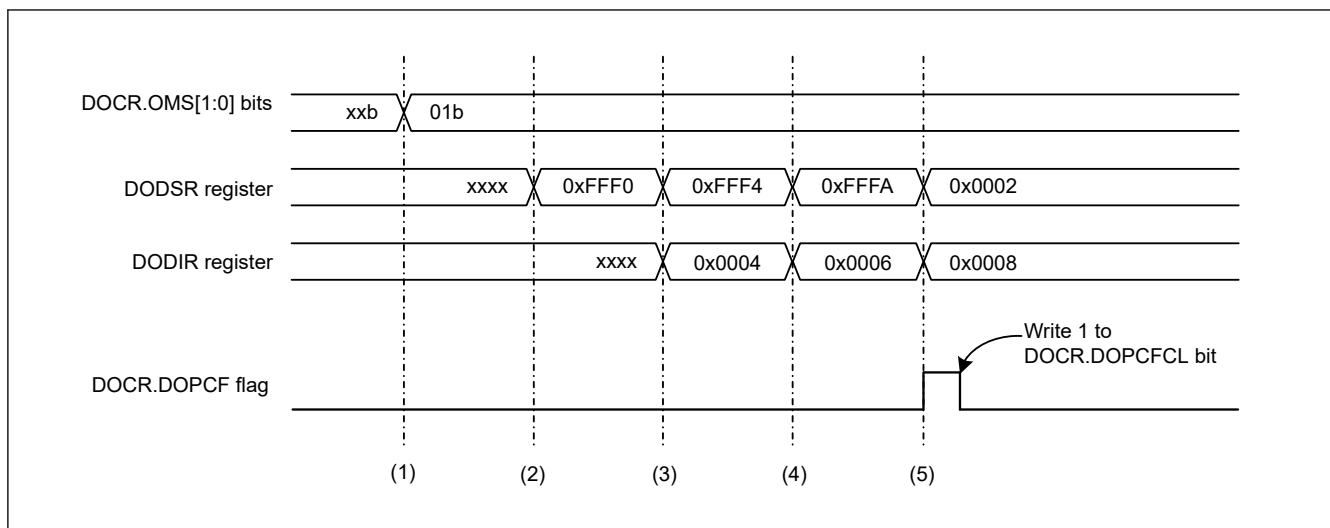 DOCR.OMS[1:0] bits
xxb
01b
DODSR register
xxxx
0xFFF0
0xFFF4
0xFFFA
0x0002
DODIR register
xxxx
0x0004
0x0006
0x0008
Write 1 to
DOCR.DOPCFCL bit
DOCR.DOPCF flag
(1)
(2)
(3)
(4)
(5)